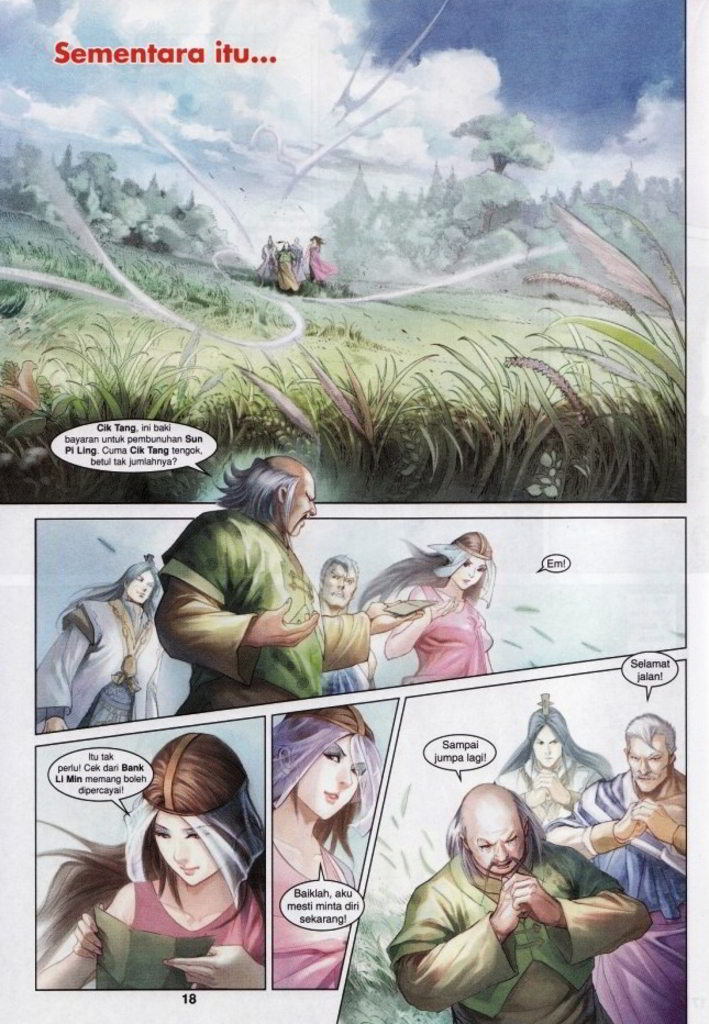 Sementara itu...
Cik Tang, ini baki
bayaran untuk pembunuhan Sun
Pi Ling. Cuma Cik Tang tengok,
betul tak jumlahnya?
Em!
Itu tak
perlu! Cek dari Bank
Li Min memang boleh
dipercayai!
Baiklah, aku
mesti minta diri
sekarang!
Sampai
jumpa lagi!
Selamat
jalan!
18